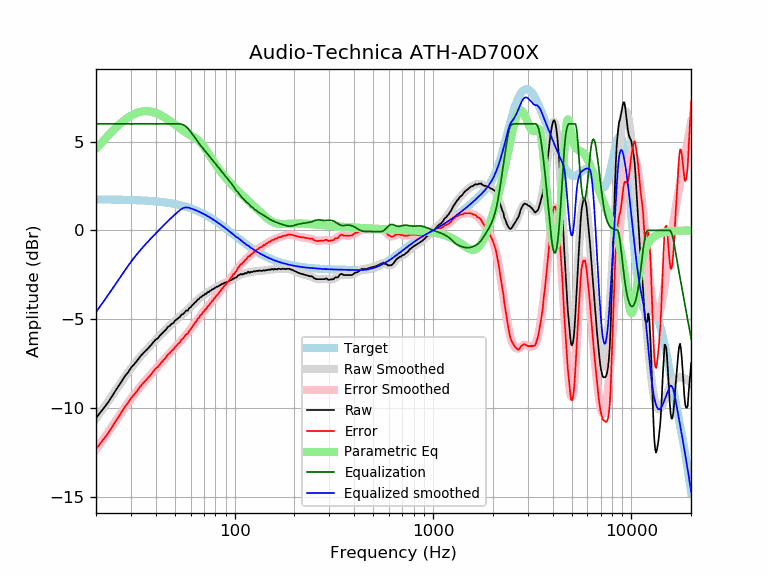 Audio-Technica ATH-AD700X
Amplitude (dBr)
5
0
−5
−10
−15
Target
Raw Smoothed
Error Smoothed
Raw
Error
Parametric Eq
Equalization
Equalized smoothed
100
1000
10000
Frequency (Hz)